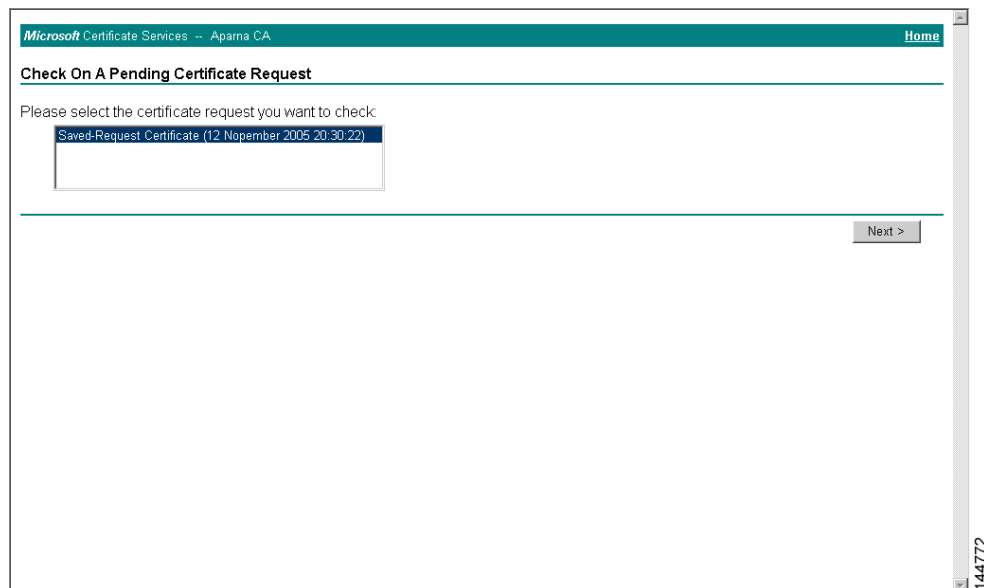 Microsoft Certificate Services -- Aparna CA Home
Check On A Pending Certificate Request
Please select the certificate request you want to check:
Saved-Request Certificate (12 Nopember 2005 20:30:22)
Next >
144772